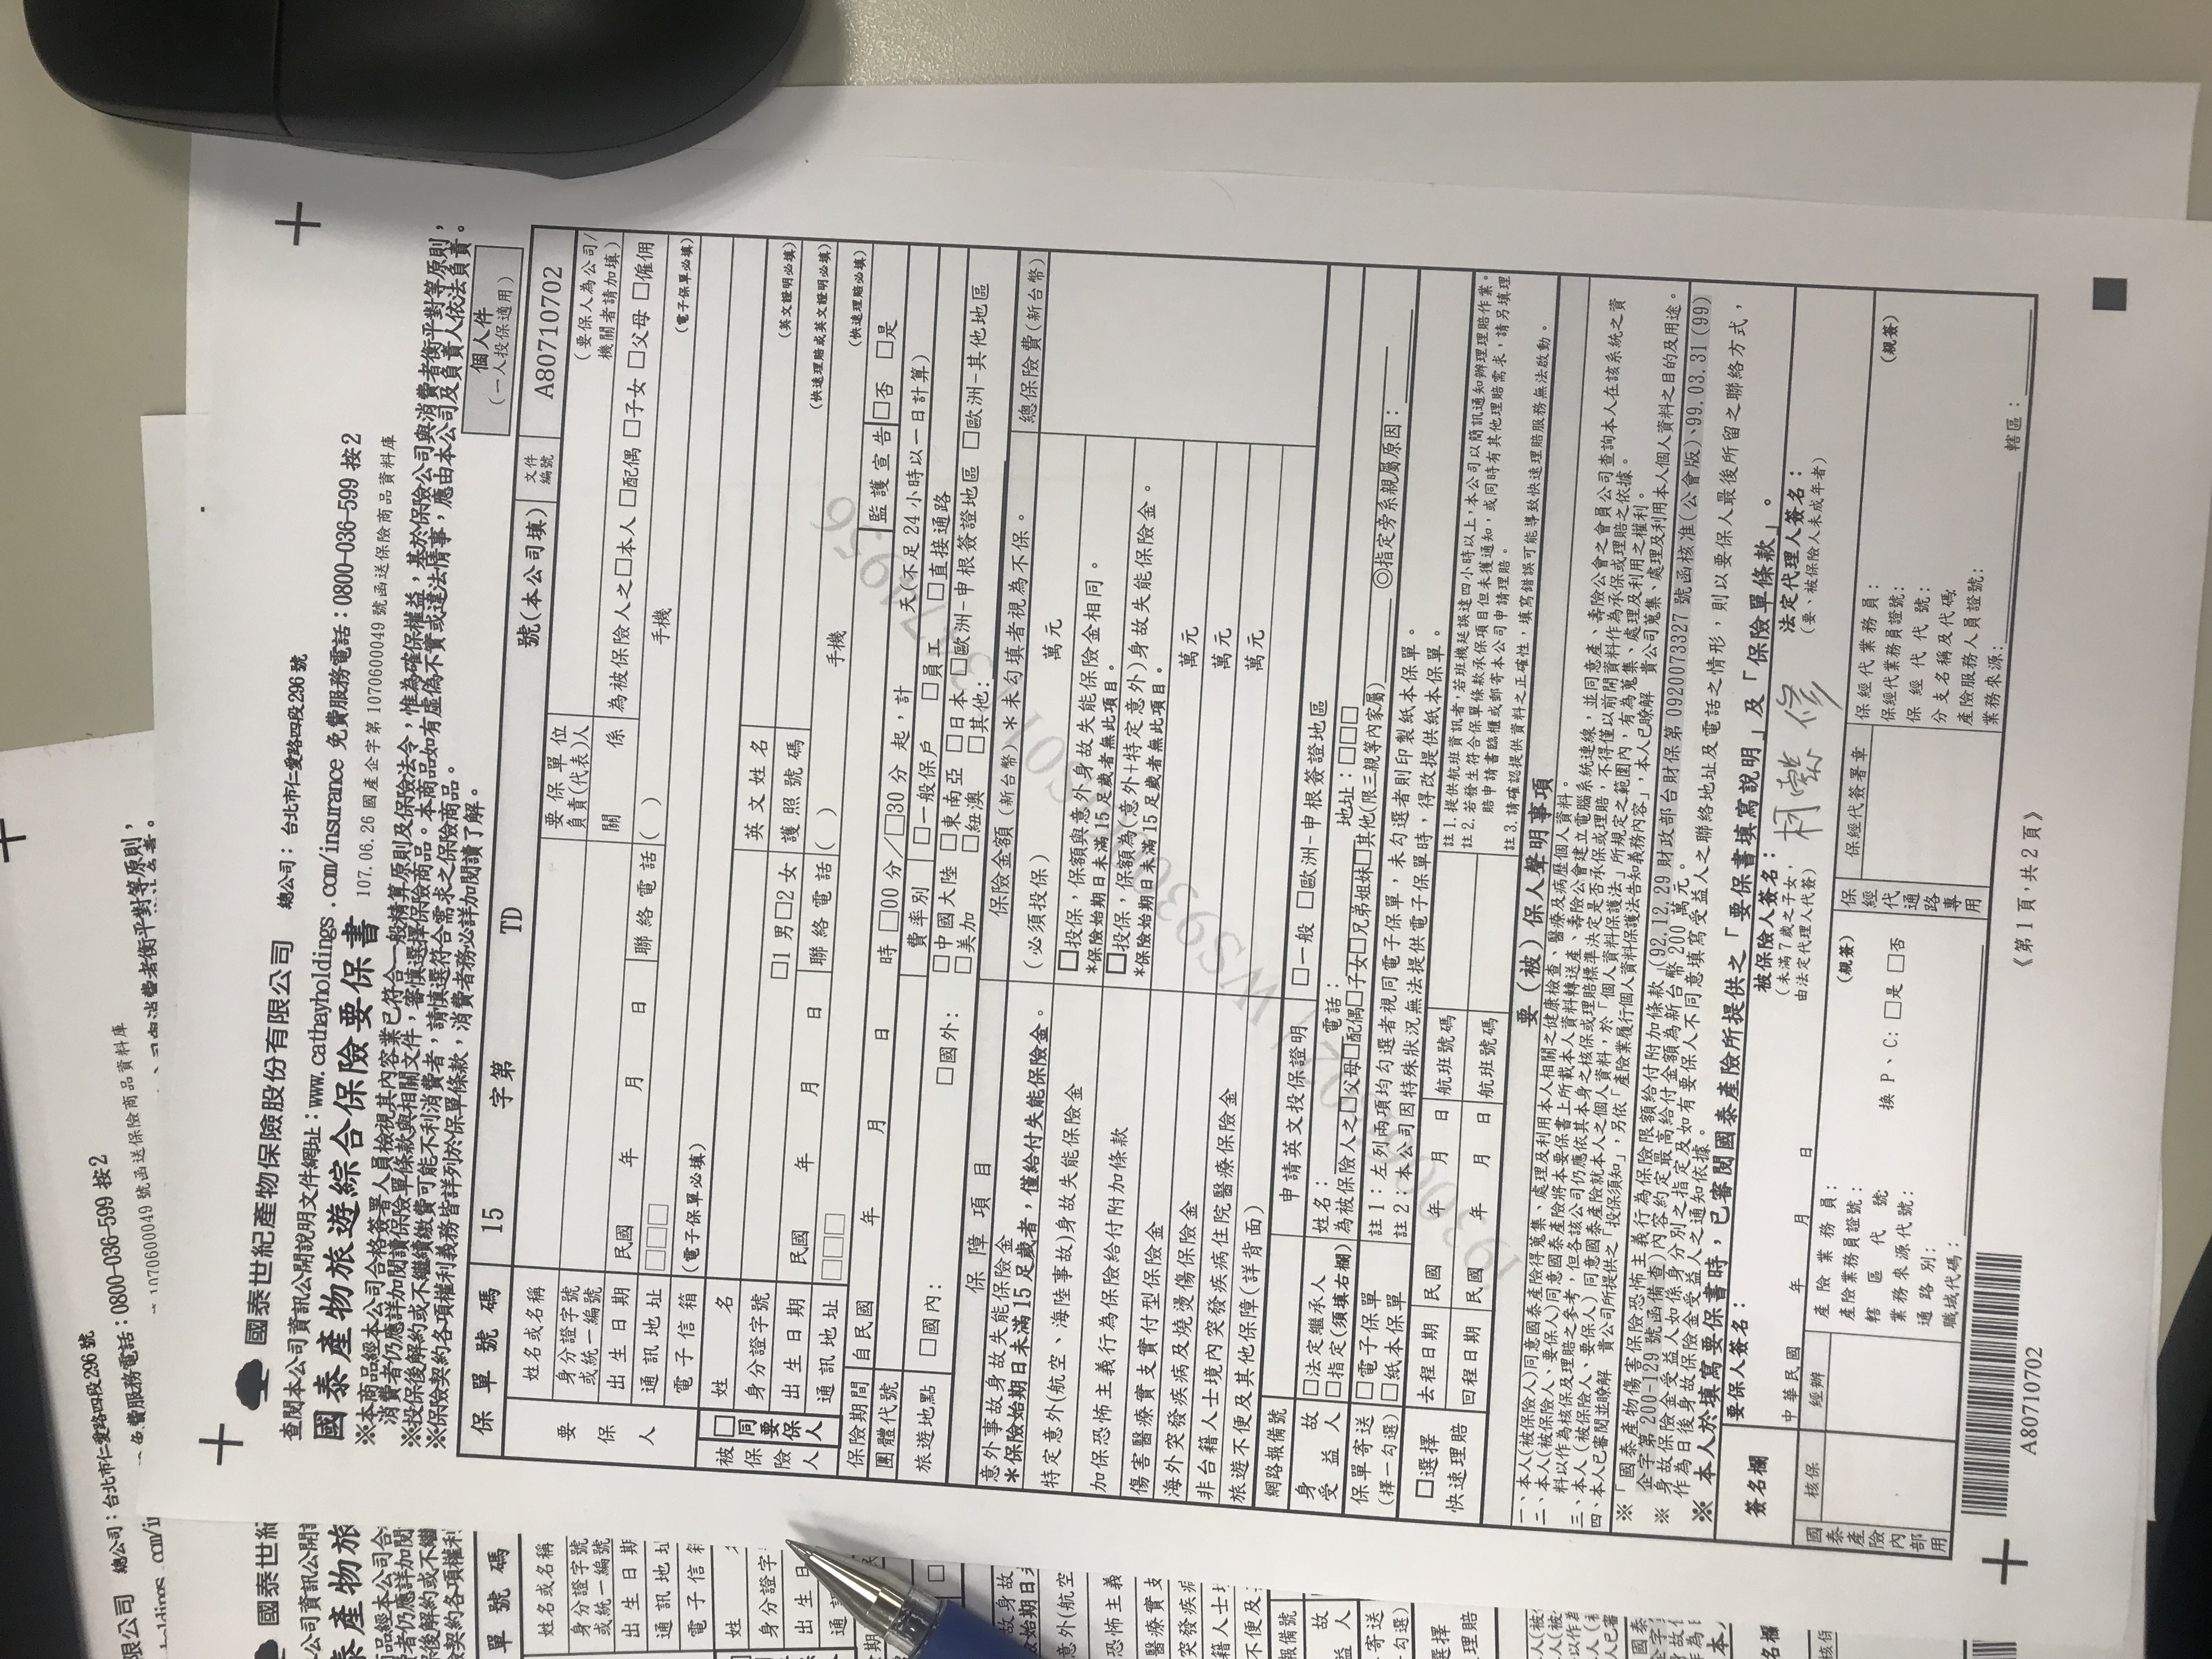 限公司 總公司：台北市仁愛路四段296號
免費服務電話：0800-036-599 按2
1070600049 號函送保險商品資料庫
公司與消費者衡平對等原則，
國泰世紀產物保險股份有限公司 總公司： 台北市仁愛路四段296號
查閱本公司資訊公開說明文件網址：www.cathayholdings.com/insurance 免費服務電話：0800-036-599 按2
國泰產物旅遊綜合保險要保書 107.06.26 國產企字第 1070600049 號函送保險商品資料庫
※本商品經本公司合格簽署人員檢視其內容業已符合一般精算原則及保險法令，惟為確保權益，基於保險公司與消費者衡平對等原則，
消費者仍應詳加閱讀保險單條款與相關文件，審慎選擇保險商品。本商品如有虛偽不實或違法情事，應由本公司及負責人依法負責。
※投保後解約或不繼續繳費可能不利消費者，請慎選符合需求之保險商品。
※保險契約各項權利義務皆詳列於保單條款，消費者務必詳加閱讀了解。
個人件
（一人投保適用）
保單號碼 15 字第 TD 號(本公司填) 文件編號 A80710702
要保人
姓名或名稱 要保單位負責(代表)人 (要保人為公司/機關者請加填)
身分證字號或統一編號 關係 為被保險人之□本人 □配偶 □子女 □父母 □僱佣
出生日期 民國 年 月 日 聯絡電話 ( ) 手機 (電子保單必填)
通訊地址 □□□
電子信箱 (電子保單必填)
被保險人 □同要保人
姓名 英文姓名 (英文證明必填)
身分證字號 □1 男□2 女 護照號碼 (快速理賠或英文證明必填)
出生日期 民國 年 月 日 聯絡電話 ( ) 手機 (快速理賠必填)
通訊地址 □□□ 監護宣告 □否 □是
保險期間 自民國 年 月 日 時 □00 分／□30 分 起，計 天(不足 24 小時以一日計算)
團體代號 費率別 □一般保戶 □員工 □直接通路
旅遊地點 □國內: □國外: □中國大陸 □東南亞 □日本 □歐洲-申根簽證地區 □歐洲-其他地區
□美加 □紐澳 □其他:
保障項目 保險金額(新台幣)＊未勾填者視為不保。 總保險費(新台幣)
意外事故身故失能保險金
＊保險始期日未滿 15 足歲者，僅給付失能保險金。 (必須投保) 萬元
特定意外(航空、海陸事故)身故失能保險金 □投保，保額與意外身故失能保險金相同。
*保險始期日未滿 15 足歲者無此項目。
加保恐怖主義行為保險給付附加條款 □投保，保額為(意外+特定意外)身故失能保險金。
*保險始期日未滿 15 足歲者無此項目。
傷害醫療實支實付型保險金 萬元
海外突發疾病及燒燙傷保險金 萬元
非台籍人士境內突發疾病住院醫療保險金 萬元
旅遊不便及其他保障(詳背面)
網路報備號 申請英文投保證明 □一般 □歐洲-申根簽證地區
身故受益人 □法定繼承人 姓名： 電話： 地址：□□□
□指定(須填右欄) 為被保險人之□父母□配偶□子女□兄弟姐妹□其他(限三親等內家屬) ◎指定旁系親屬原因：
保單寄送 □電子保單 註 1：左列兩項均勾選者視同電子保單，未勾選者則印製紙本保單。
(擇一勾選) □紙本保單 註 2：本公司因特殊狀況無法提供電子保單時，得改提供紙本保單。
□選擇快速理賠
去程日期 民國 年 月 日 航班號碼
回程日期 民國 年 月 日 航班號碼
註 1. 提供航班資訊者，若班機延誤達四小時以上，本公司以簡訊通知辦理理賠作業。
註 2. 若發生符合保單條款承保項目但未獲通知，或同時有其他理賠需求，請另填理
賠申請書臨櫃或郵寄本公司申請理賠。
註 3. 請確認提供資料之正確性，填寫錯誤可能導致快速理賠服務無法啟動。
要（被）保人聲明事項
一、本人(被保險人)同意國泰產險得蒐集、處理及利用本人相關之健康檢查、醫療及病歷個人資料。
二、本人(被保險人、要保人)同意國泰產險將本要保書上所載本人資料轉送產、壽險公會建立電腦系統連線，並同意產、壽險公會之會員公司查詢本人在該系統之資
料以作為核保及理賠之參考，但各該公司仍應依其本身之核保或理賠標準決定是否承保或理賠，不得僅以前開資料作為承保或理賠之依據。
三、本人（被保險人、要保人）同意國泰產險就本人之個人資料，於「個人資料保護法」所規定之範圍內，有為蒐集、處理及利用之權利。
四、本人已審閱並瞭解 貴公司所提供之「投保須知」，另依「產險業履行個人資料保護法告知義務內容」，本人已瞭解 貴公司蒐集、處理及利用本人個人資料之目的及用途。
※「國泰產物傷害保險恐怖主義行為保險限額給付附加條款」(92.12.29 財政部台財保第 0920073327 號函核准(公會版)、99.03.31(99)
企字第 200-129 號函備查)內容約定最高給付金額為新台幣 200 萬元。
※ 身故保險金受益人如係身分別之指定及如有要保人不同意填寫受益人之聯絡地址及電話之情形，則以要保人最後所留之聯絡方式，
作為日後身故保險金受益人之通知依據。
※ 本人於填寫要保書時，已審閱國泰產險所提供之「要保書填寫說明」及「保險單條款」。
簽名欄 要保人簽名： 被保險人簽名： 法定代理人簽名：
(未滿 7 歲之子女，由法定代理人代簽) 柯懿修 (要、被保險人未成年者)
中華民國 年 月 日
國泰產險內部用 核保 經辦
產險業務員： (親簽)
產險業務員證號：
轄區代號 換 P、C: □是 □否
業務來源代號：
通路別：
職域代碼：
保經代通路專用 保經代簽署章
保經代業務員： (親簽)
保經代業務員證號：
保經代代號：
分支名稱及代碼
產險服務人員證號：
業務來源： 轄區：
A80710702
《第 1 頁，共 2 頁》